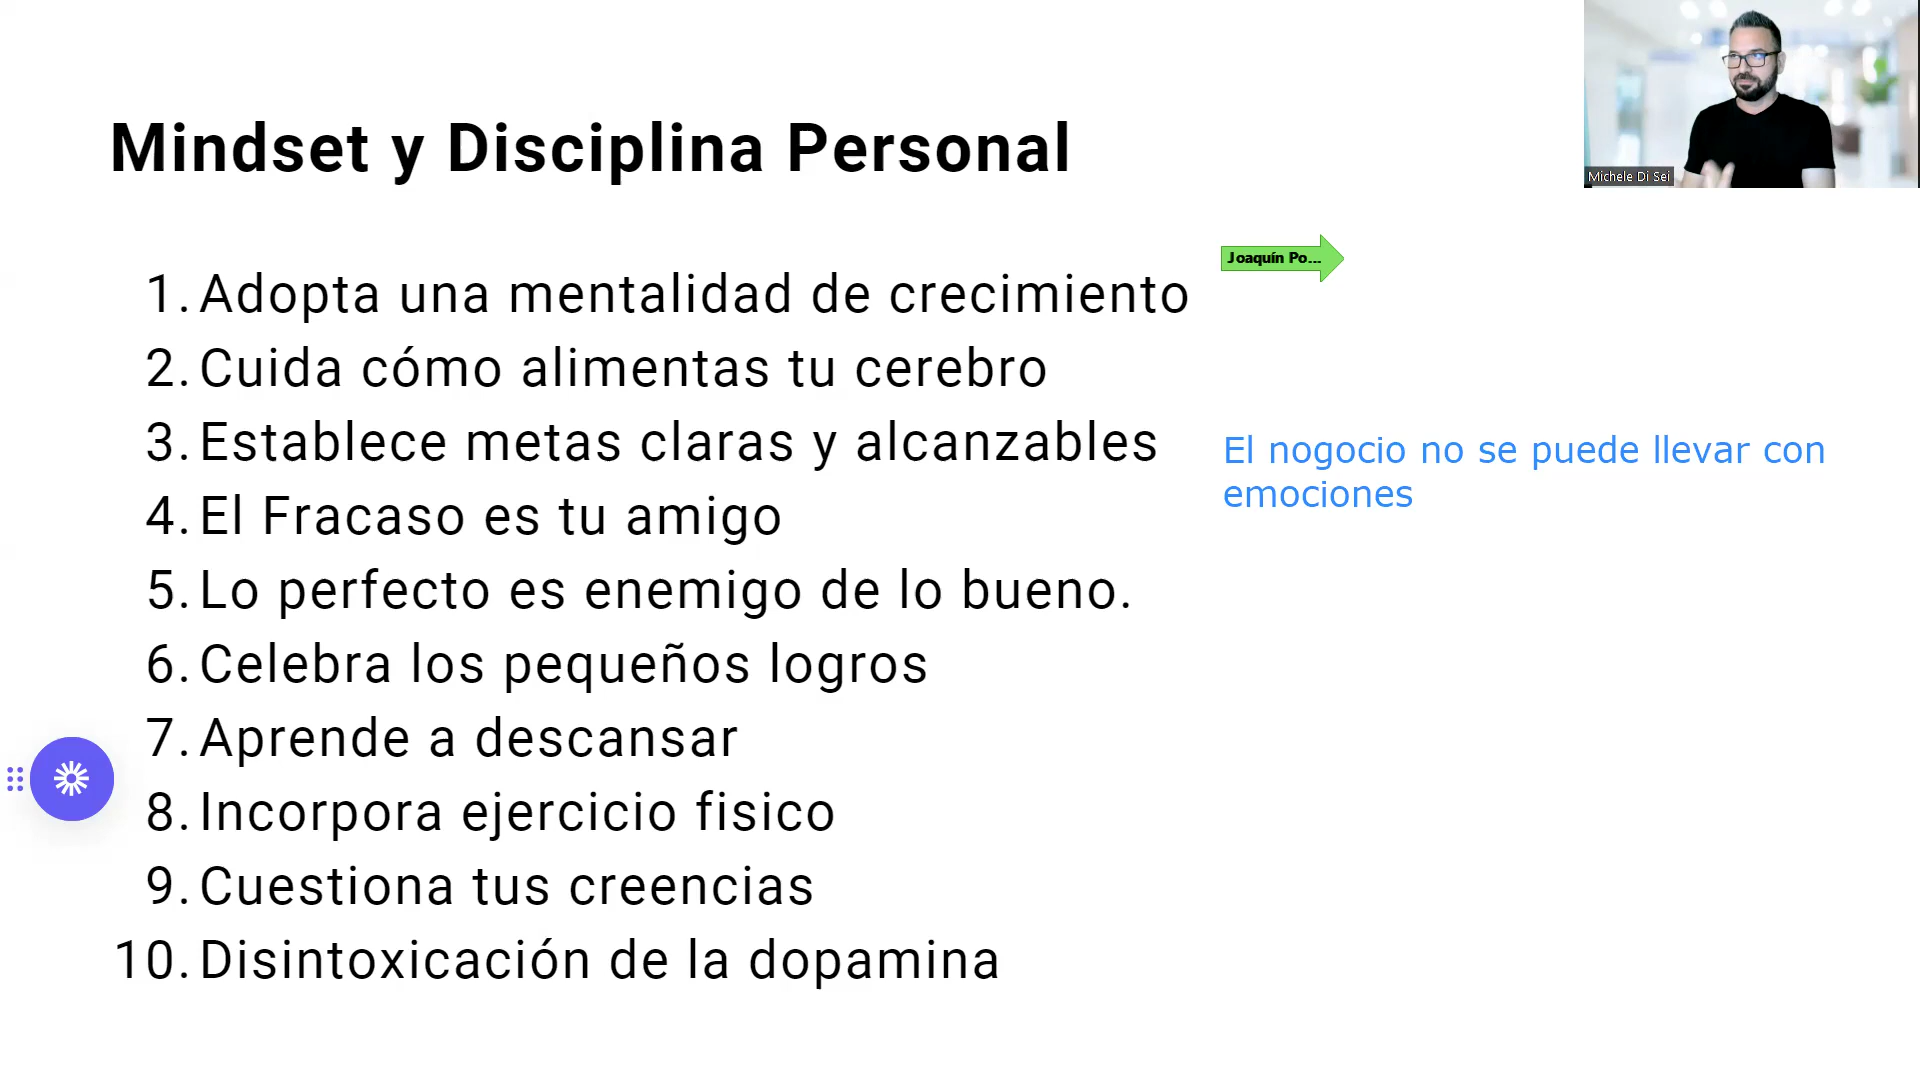 Mindset y Disciplina Personal
Michele Di Sei
Joaquín Po...
1. Adopta una mentalidad de crecimiento
2. Cuida cómo alimentas tu cerebro
3. Establece metas claras y alcanzables
El nogocio no se puede llevar con
emociones
4. El Fracaso es tu amigo
5. Lo perfecto es enemigo de lo bueno.
6. Celebra los pequeños logros
7. Aprende a descansar
8. Incorpora ejercicio fisico
9. Cuestiona tus creencias
10. Disintoxicación de la dopamina